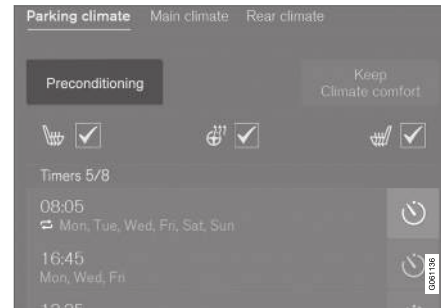 Parking climate Main climate Rear climate
Preconditioning
Keep
Climate comfort
Timers 5/8
08:05
Mon, Tue, Wed, Fri, Sat, Sun
16:45
Mon, Wed, Fri
G061136